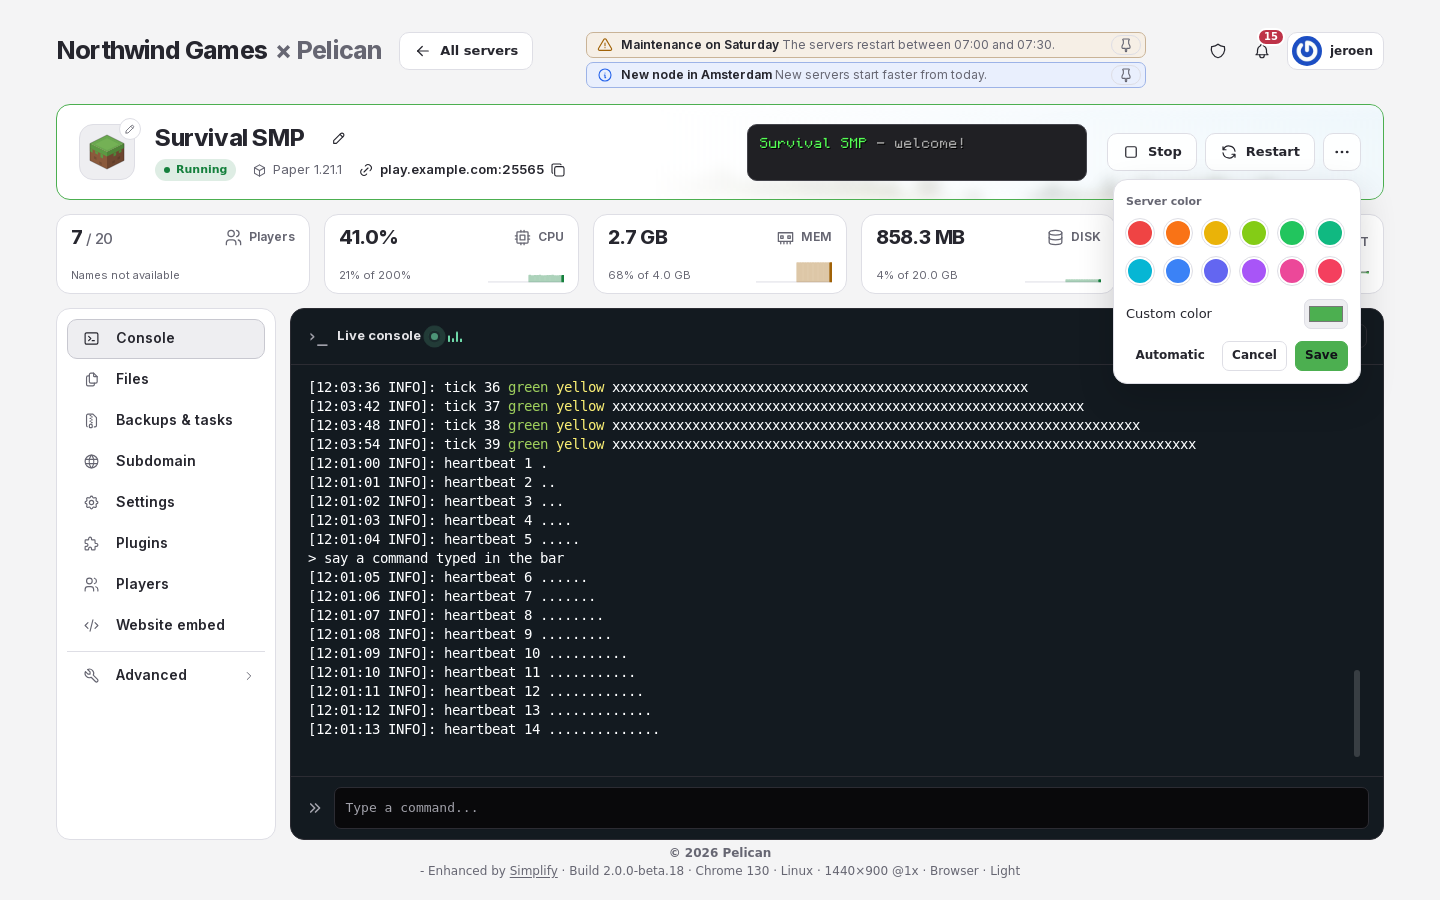 Northwind Games × Pelican
All servers
Maintenance on Saturday The servers restart between 07:00 and 07:30.
New node in Amsterdam New servers start faster from today.
15
jeroen
Survival SMP
Running
Paper 1.21.1
play.example.com:25565
Survival SMP - welcome!
Stop
Restart
Server color
Custom color
Automatic
Cancel
Save
7 / 20
Players
Names not available
41.0%
CPU
21% of 200%
2.7 GB
MEM
68% of 4.0 GB
858.3 MB
DISK
4% of 20.0 GB
T
Console
Files
Backups & tasks
Subdomain
Settings
Plugins
Players
Website embed
Advanced
Live console
[12:03:36 INFO]: tick 36 green yellow xxxxxxxxxxxxxxxxxxxxxxxxxxxxxxxxxxxxxxxxxxxxxxxxxxxx
[12:03:42 INFO]: tick 37 green yellow xxxxxxxxxxxxxxxxxxxxxxxxxxxxxxxxxxxxxxxxxxxxxxxxxxxxxxxxxxx
[12:03:48 INFO]: tick 38 green yellow xxxxxxxxxxxxxxxxxxxxxxxxxxxxxxxxxxxxxxxxxxxxxxxxxxxxxxxxxxxxxxxxxx
[12:03:54 INFO]: tick 39 green yellow xxxxxxxxxxxxxxxxxxxxxxxxxxxxxxxxxxxxxxxxxxxxxxxxxxxxxxxxxxxxxxxxxxxxxxxxx
[12:01:00 INFO]: heartbeat 1 .
[12:01:01 INFO]: heartbeat 2 ..
[12:01:02 INFO]: heartbeat 3 ...
[12:01:03 INFO]: heartbeat 4 ....
[12:01:04 INFO]: heartbeat 5 .....
> say a command typed in the bar
[12:01:05 INFO]: heartbeat 6 ......
[12:01:06 INFO]: heartbeat 7 .......
[12:01:07 INFO]: heartbeat 8 ........
[12:01:08 INFO]: heartbeat 9 .........
[12:01:09 INFO]: heartbeat 10 ..........
[12:01:10 INFO]: heartbeat 11 ...........
[12:01:11 INFO]: heartbeat 12 ............
[12:01:12 INFO]: heartbeat 13 .............
[12:01:13 INFO]: heartbeat 14 ..............
Type a command...
© 2026 Pelican
- Enhanced by Simplify · Build 2.0.0-beta.18 · Chrome 130 · Linux · 1440×900 @1x · Browser · Light